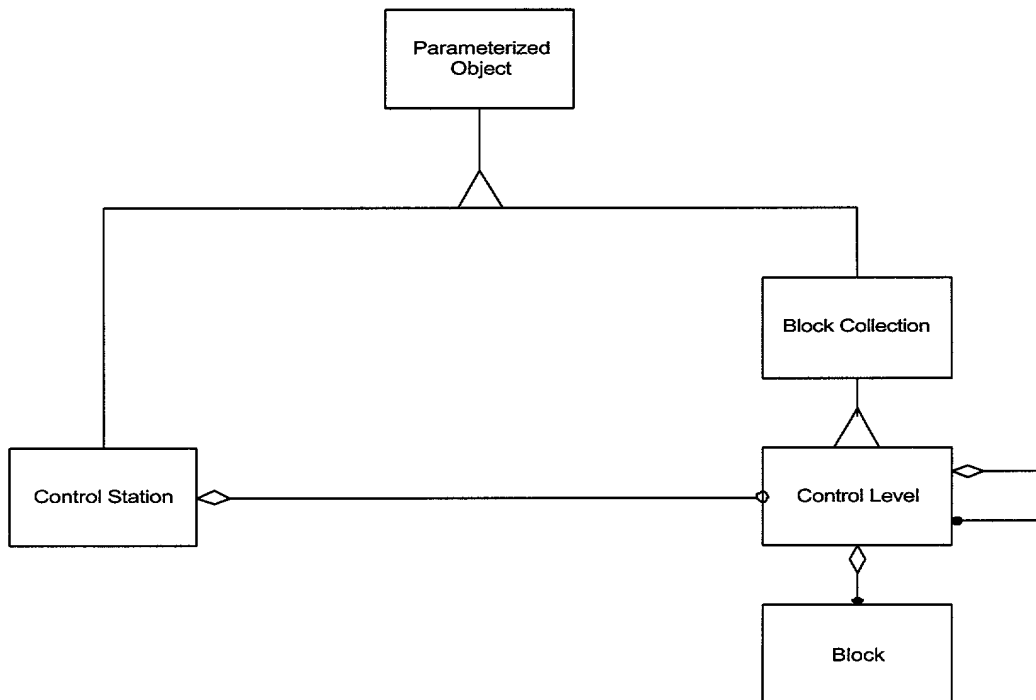 Parameterized
Object
Block Collection
Control Station
Control Level
Block